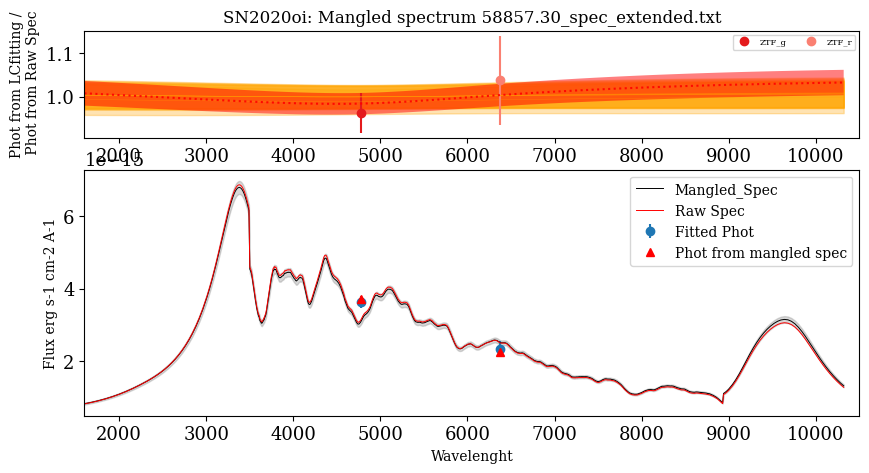 SN2020oi: Mangled spectrum 58857.30_spec_extended.txt
Phot from LCfitting /
Phot from Raw Spec
1.1
1.0
ZTF_g
ZTF_r
2000 3000 4000 5000 6000 7000 8000 9000 10000
1e−15
Flux erg s-1 cm-2 A-1
6
4
2
Mangled_Spec
Raw Spec
Fitted Phot
Phot from mangled spec
2000 3000 4000 5000 6000 7000 8000 9000 10000
Wavelenght